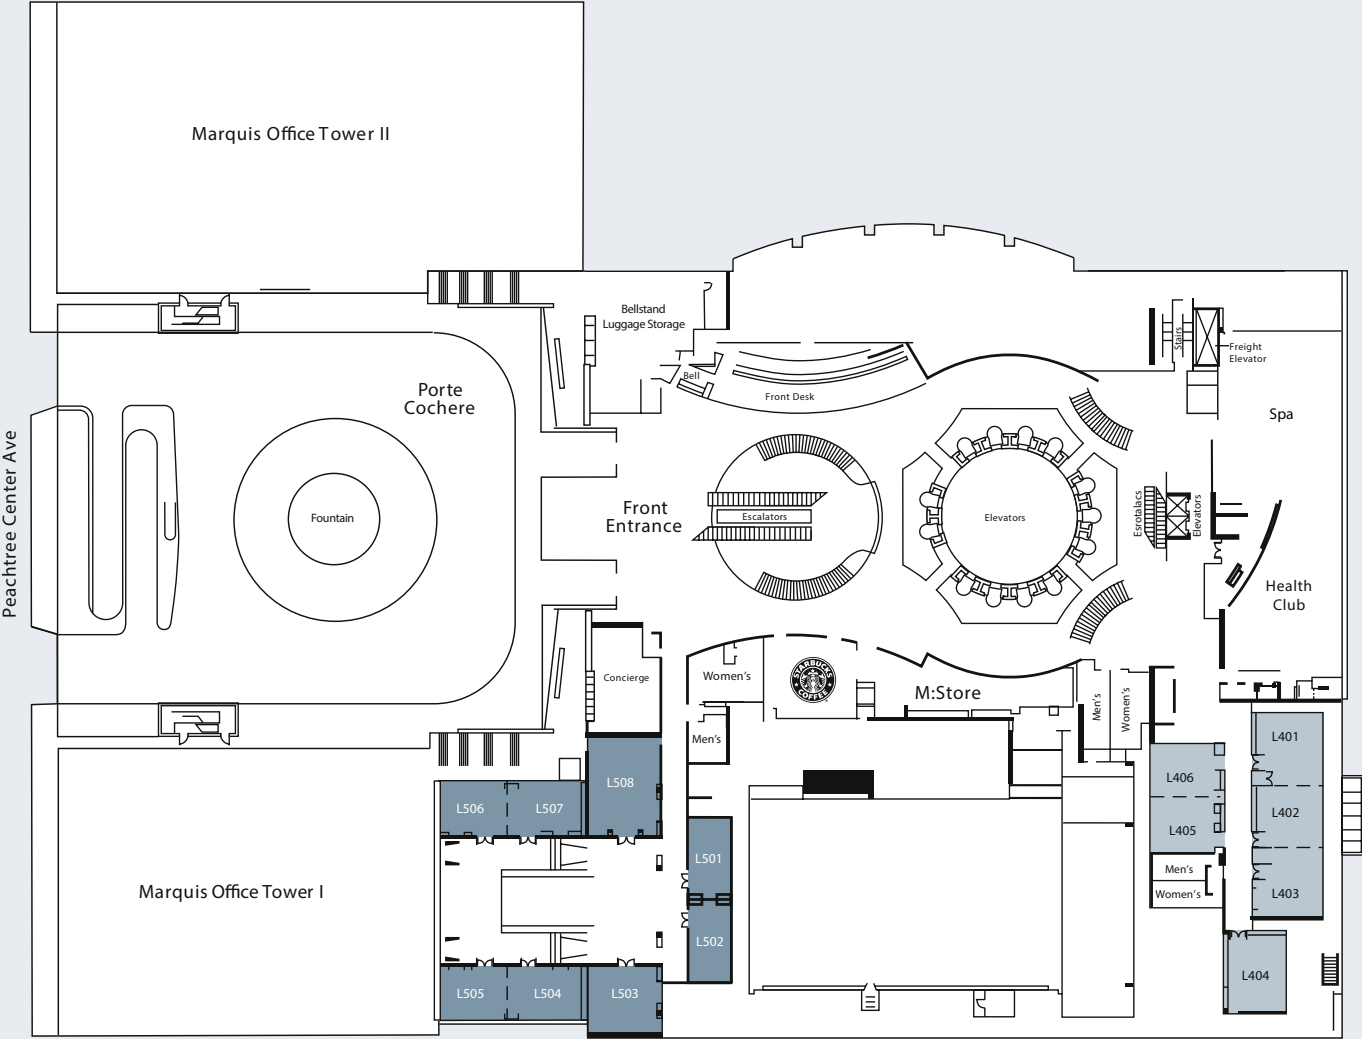 Marquis Office Tower II
Bellstand
Luggage Storage
Stairs
Freight
Elevator
Bell
Front Desk
Porte
Cochere
Spa
Peachtree Center Ave
Fountain
Front
Entrance
Escalators
Elevators
Esrotalacs
Elevators
Health
Club
Concierge
Women's
STARBUCKS
COFFEE
M:Store
Men's
Women's
Men's
L401
L406
L402
L405
L508
L506
L507
L501
Men's
Women's
L403
Marquis Office Tower I
L502
L404
L505
L504
L503